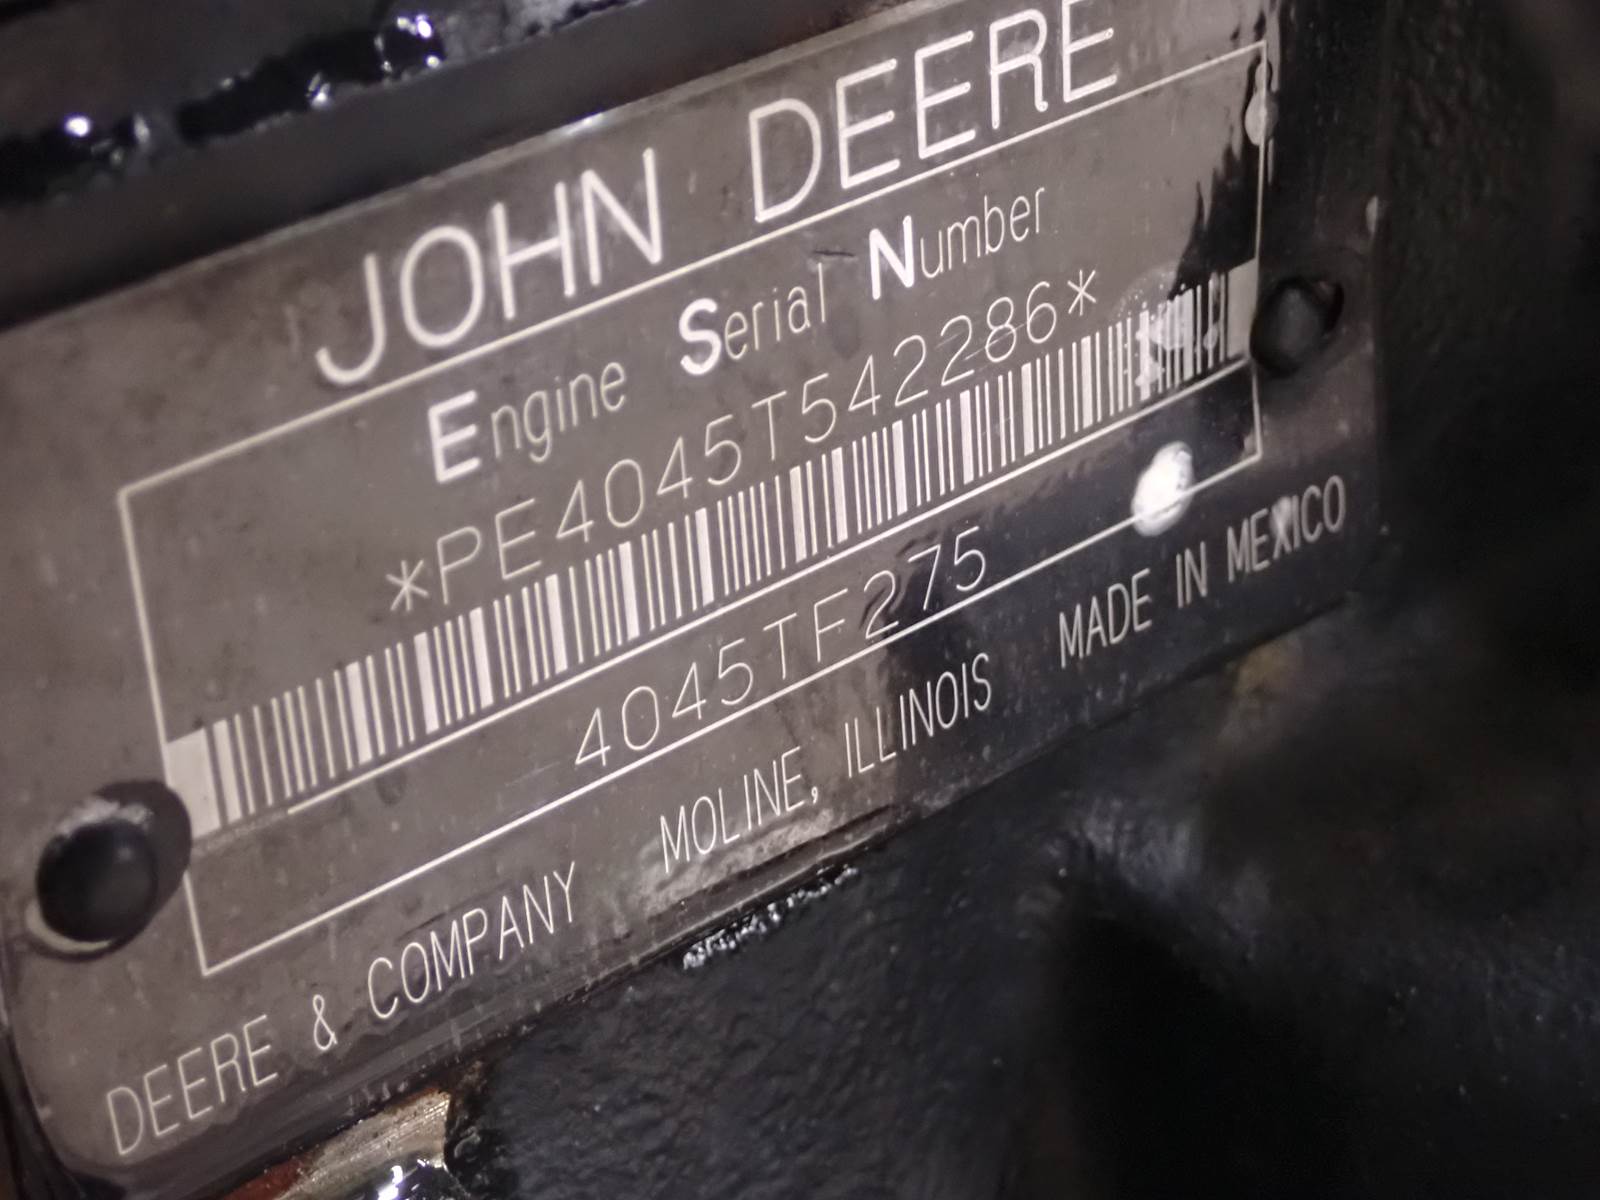 JOHN DEERE
Engine Serial Number
*PE4045T542286*
4045TF275
DEERE & COMPANY MOLINE, ILLINOIS MADE IN MEXICO